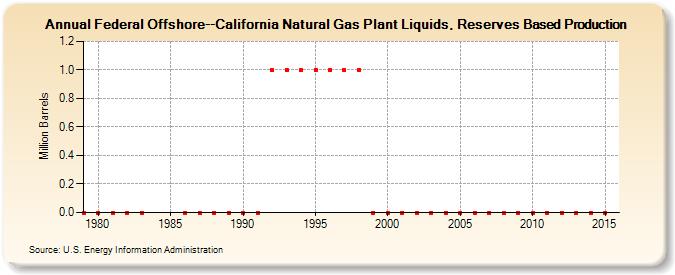 Annual Federal Offshore--California Natural Gas Plant Liquids, Reserves Based Production
Million Barrels
1.2
1.0
0.8
0.6
0.4
0.2
0.0
1980 1985 1990 1995 2000 2005 2010 2015
Source: U.S. Energy Information Administration